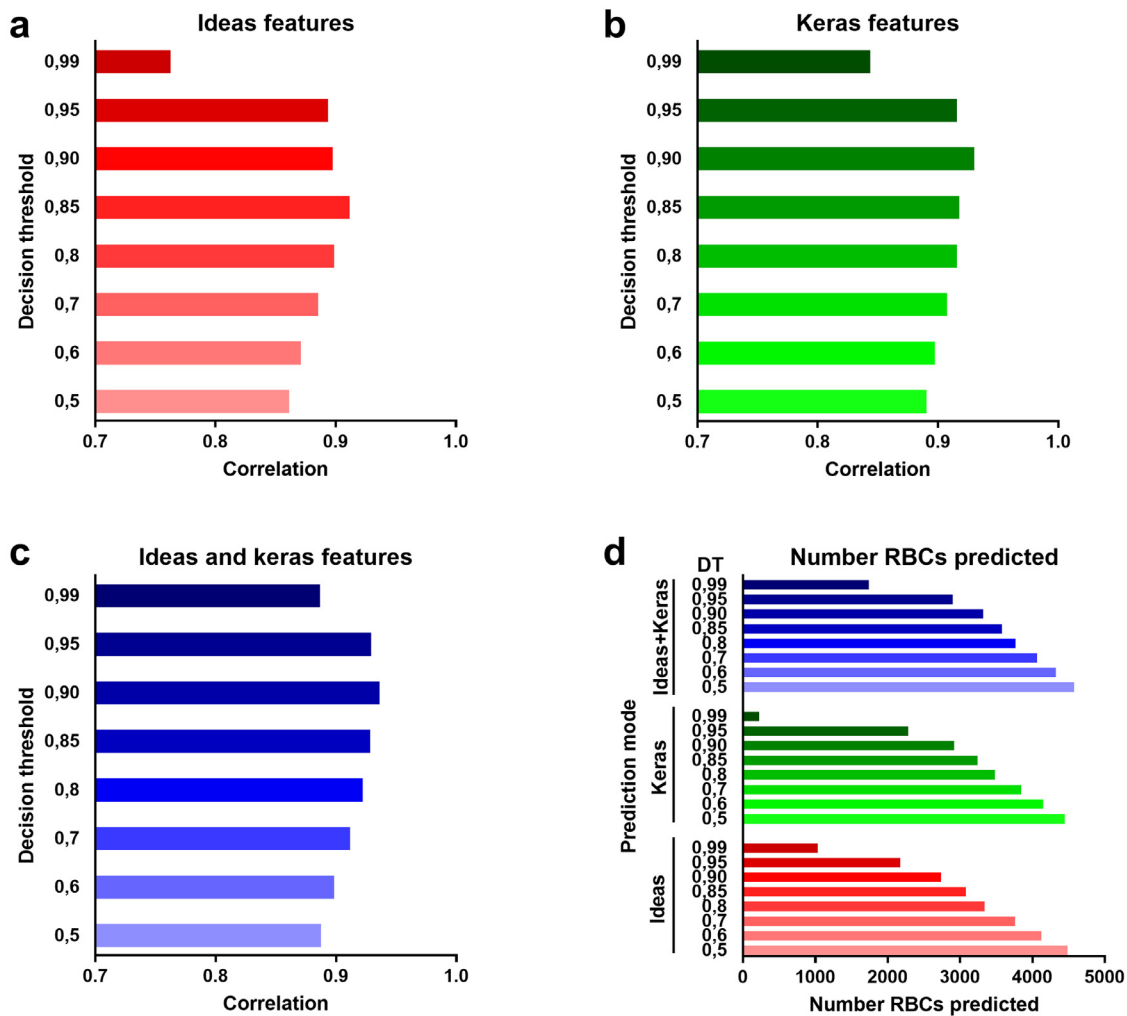 a
Ideas features
Decision threshold
0,99
0,95
0,90
0,85
0,8
0,7
0,6
0,5
0.7 0.8 0.9 1.0
Correlation
b
Keras features
Decision threshold
0,99
0,95
0,90
0,85
0,8
0,7
0,6
0,5
0.7 0.8 0.9 1.0
Correlation
c
Ideas and keras features
Decision threshold
0,99
0,95
0,90
0,85
0,8
0,7
0,6
0,5
0.7 0.8 0.9 1.0
Correlation
d
Number RBCs predicted
DT
Prediction mode
Ideas+Keras
0,99
0,95
0,90
0,85
0,8
0,7
0,6
0,5
Keras
0,99
0,95
0,90
0,85
0,8
0,7
0,6
0,5
Ideas
0,99
0,95
0,90
0,85
0,8
0,7
0,6
0,5
0 1000 2000 3000 4000 5000
Number RBCs predicted